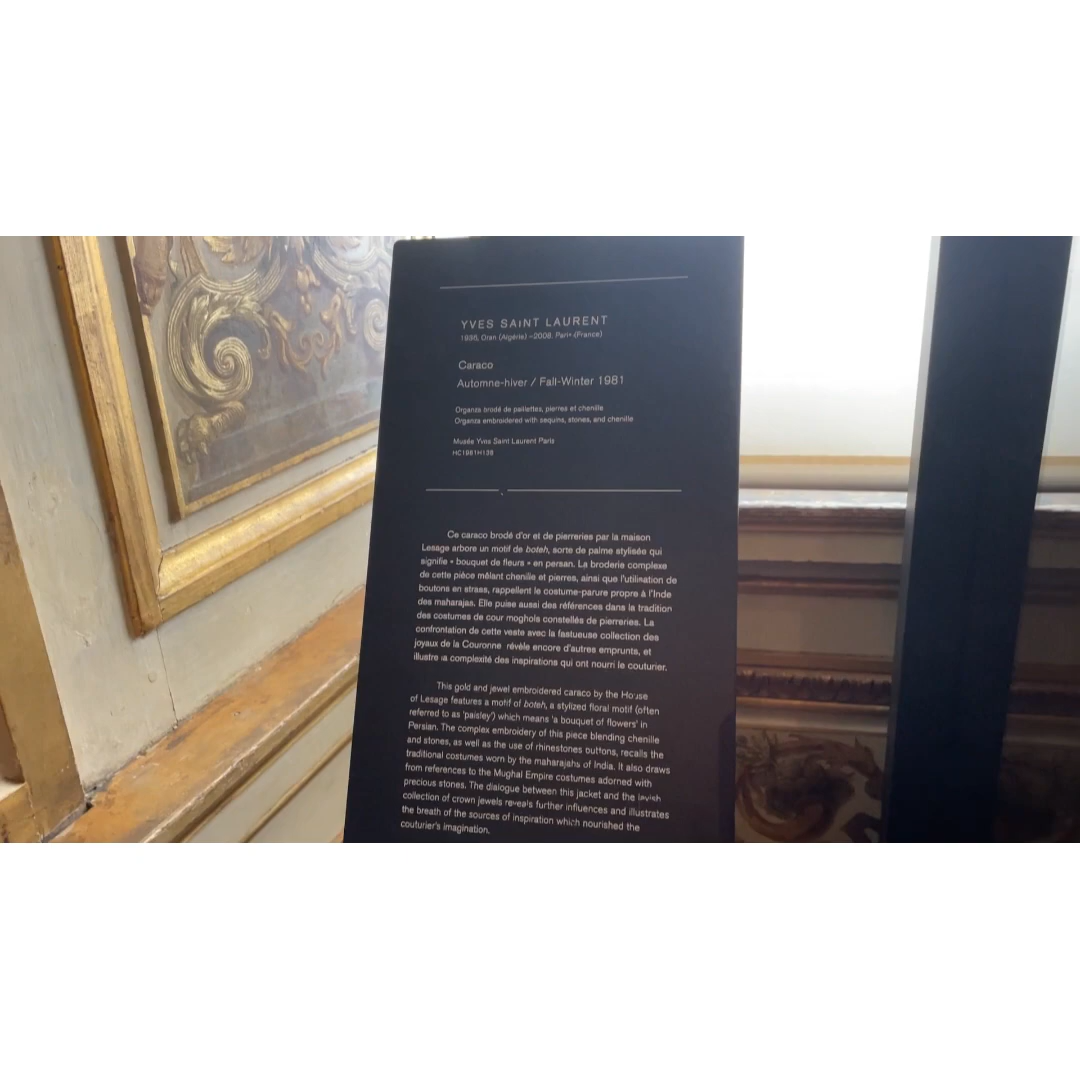 YVES SAINT LAURENT
1936, Oran (Algérie) –2008, Paris (France)
Caraco
Automne-hiver / Fall-Winter 1981
Organza brodé de paillettes, pierres et chenille
Organza embroidered with sequins, stones, and chenille
Musée Yves Saint Laurent Paris
HC1981H138
Ce caraco brodé d'or et de pierreries par la maison
Lesage arbore un motif de boteh, sorte de palme stylisée qui
signifie « bouquet de fleurs » en persan. La broderie complexe
de cette pièce mêlant chenille et pierres, ainsi que l'utilisation de
boutons en strass, rappellent le costume-parure propre à l'Inde
des maharajas. Elle puise aussi des références dans la tradition
des costumes de cour moghols constellés de pierreries. La
confrontation de cette veste avec la fastueuse collection des
joyaux de la Couronne révèle encore d'autres emprunts, et
illustre la complexité des inspirations qui ont nourri le couturier.
This gold and jewel embroidered caraco by the House
of Lesage features a motif of boteh, a stylized floral motif (often
referred to as 'paisley') which means 'a bouquet of flowers' in
Persian. The complex embroidery of this piece blending chenille
and stones, as well as the use of rhinestones buttons, recalls the
traditional costumes worn by the maharajahs of India. It also draws
from references to the Mughal Empire costumes adorned with
precious stones. The dialogue between this jacket and the lavish
collection of crown jewels reveals further influences and illustrates
the breath of the sources of inspiration which nourished the
couturier's imagination.